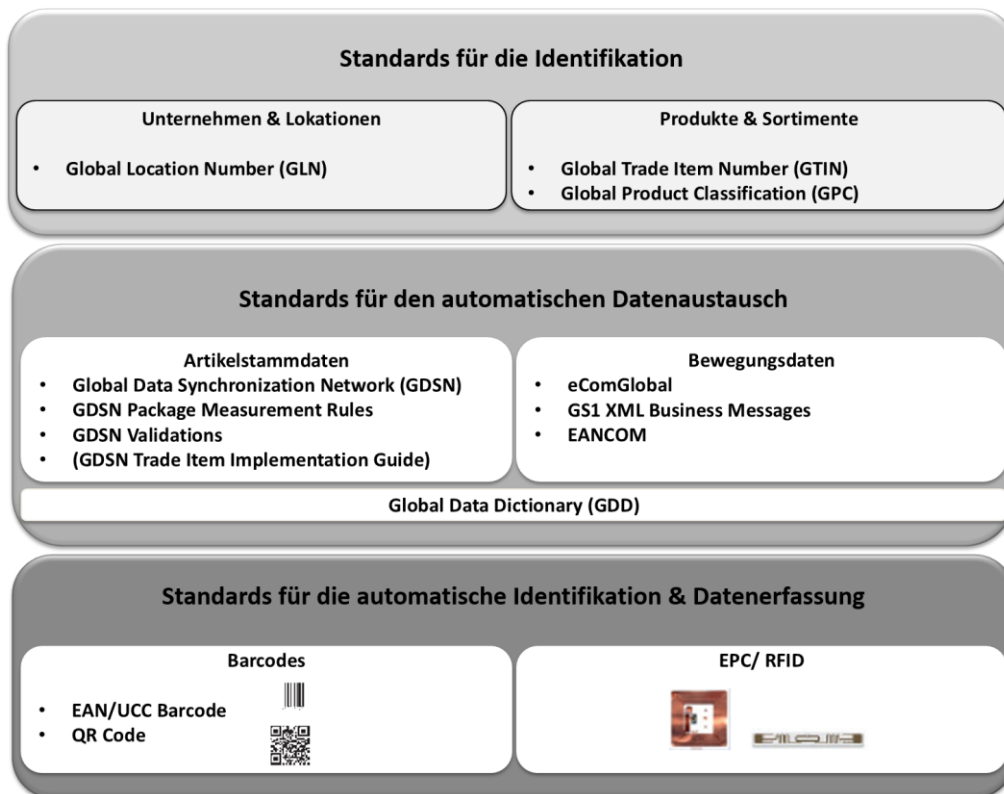 Standards für die Identifikation
Unternehmen & Lokationen
• Global Location Number (GLN)
Produkte & Sortimente
• Global Trade Item Number (GTIN)
• Global Product Classification (GPC)
Standards für den automatischen Datenaustausch
Artikelstammdaten
• Global Data Synchronization Network (GDSN)
• GDSN Package Measurement Rules
• GDSN Validations
• (GDSN Trade Item Implementation Guide)
Bewegungsdaten
• eComGlobal
• GS1 XML Business Messages
• EANCOM
Global Data Dictionary (GDD)
Standards für die automatische Identifikation & Datenerfassung
Barcodes
• EAN/UCC Barcode
• QR Code
EPC/ RFID